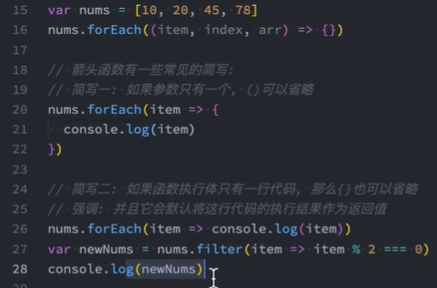 15 var nums = [10, 20, 45, 78]
16 nums.forEach((item, index, arr) => {})
17
18 // 箭头函数有一些常见的简写:
19 // 简写一: 如果参数只有一个, ()可以省略
20 nums.forEach(item => {
21   console.log(item)
22 })
23
24 // 简写二: 如果函数执行体只有一行代码, 那么{}也可以省略
25 // 强调: 并且它会默认将这行代码的执行结果作为返回值
26 nums.forEach(item => console.log(item))
27 var newNums = nums.filter(item => item % 2 === 0)
28 console.log(newNums)